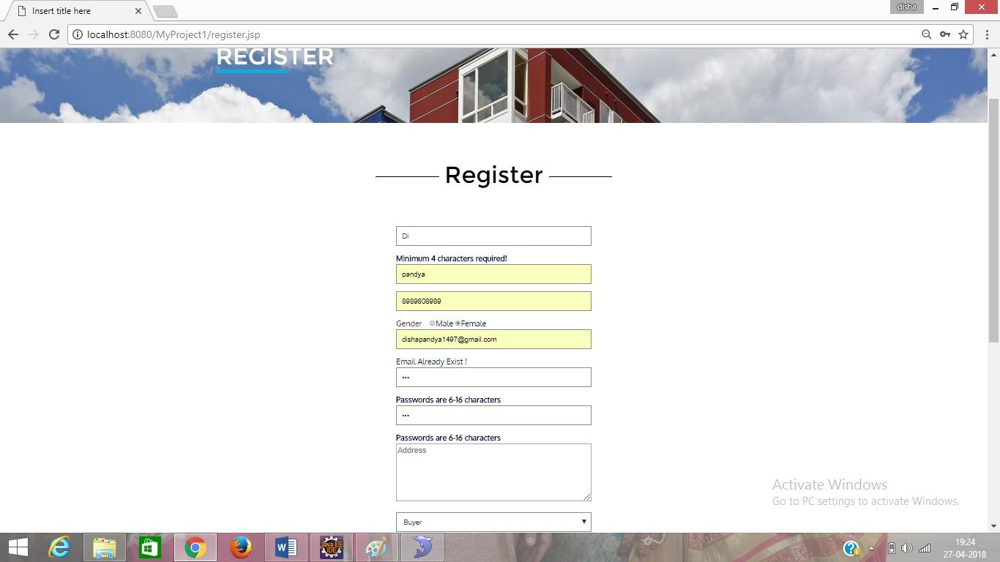 Insert title here
disha
localhost:8080/MyProject1/register.jsp
REGISTER
Register
Di
Minimum 4 characters required!
pandya
8989808989
Gender Male Female
dishapandya1497@gmail.com
Email Already Exist !
•••
Passwords are 6-16 characters
•••
Passwords are 6-16 characters
Address
Buyer
Activate Windows
Go to PC settings to activate Windows.
Java EE
IDE
19:24
27-04-2018